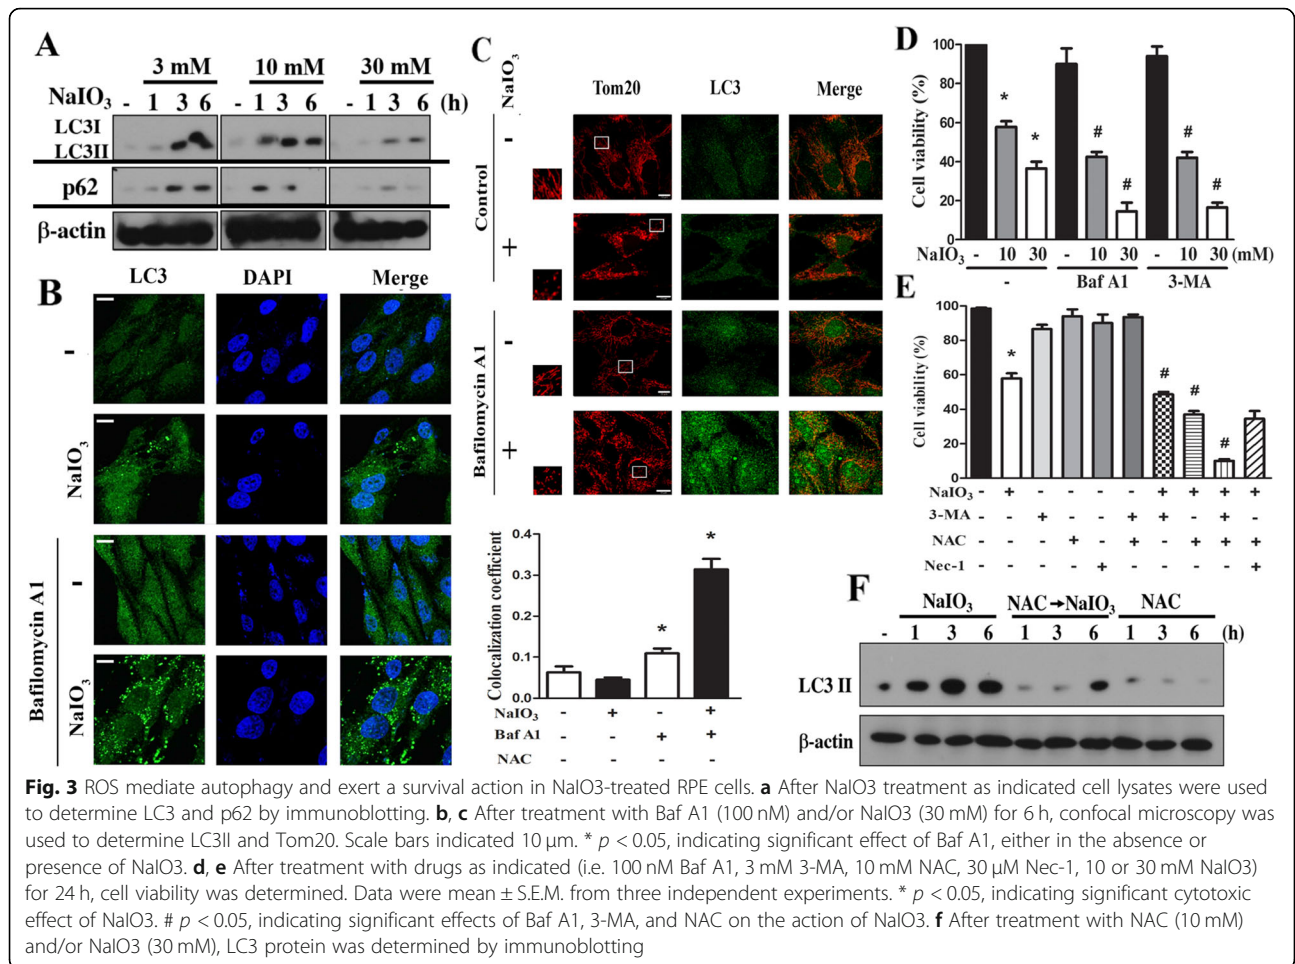 A
3 mM 10 mM 30 mM
NaIO3 - 1 3 6 - 1 3 6 - 1 3 6 (h)
LC3I
LC3II
p62
β-actin
B
LC3 DAPI Merge
-
NaIO3
Bafilomycin A1
-
NaIO3
C
NaIO3
Tom20 LC3 Merge
Control
-
+
Bafilomycin A1
-
+
Colocalization coefficient
0.4
0.3
0.2
0.1
0.0
* *
NaIO3 - + - +
Baf A1 - - + +
NAC
D
Cell viability (%)
100
80
60
40
20
0
* * # # # #
NaIO3 - 10 30 - 10 30 - 10 30 (mM)
- Baf A1 3-MA
E
Cell viability (%)
100
80
60
40
20
0
* # # #
NaIO3 - + - - - - + + + +
3-MA - - + - - + + - + -
NAC - - - + - + - + + +
Nec-1 - - - - + - - - - +
F
NaIO3 NAC→NaIO3 NAC
- 1 3 6 1 3 6 1 3 6 (h)
LC3 II
β-actin
Fig. 3 ROS mediate autophagy and exert a survival action in NaIO3-treated RPE cells. a After NaIO3 treatment as indicated cell lysates were used
to determine LC3 and p62 by immunoblotting. b, c After treatment with Baf A1 (100 nM) and/or NaIO3 (30 mM) for 6 h, confocal microscopy was
used to determine LC3II and Tom20. Scale bars indicated 10 μm. * p < 0.05, indicating significant effect of Baf A1, either in the absence or
presence of NaIO3. d, e After treatment with drugs as indicated (i.e. 100 nM Baf A1, 3 mM 3-MA, 10 mM NAC, 30 μM Nec-1, 10 or 30 mM NaIO3)
for 24 h, cell viability was determined. Data were mean ± S.E.M. from three independent experiments. * p < 0.05, indicating significant cytotoxic
effect of NaIO3. # p < 0.05, indicating significant effects of Baf A1, 3-MA, and NAC on the action of NaIO3. f After treatment with NAC (10 mM)
and/or NaIO3 (30 mM), LC3 protein was determined by immunoblotting